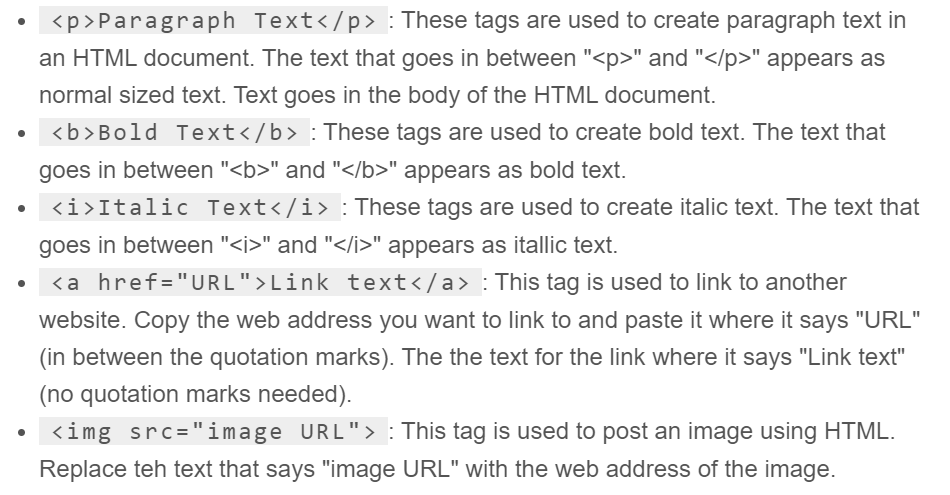 <p>Paragraph Text</p> : These tags are used to create paragraph text in
an HTML document. The text that goes in between "<p>" and "</p>" appears as
normal sized text. Text goes in the body of the HTML document.
<b>Bold Text</b> : These tags are used to create bold text. The text that
goes in between "<b>" and "</b>" appears as bold text.
<i>Italic Text</i> : These tags are used to create italic text. The text that
goes in between "<i>" and "</i>" appears as itallic text.
<a href="URL">Link text</a> : This tag is used to link to another
website. Copy the web address you want to link to and paste it where it says "URL"
(in between the quotation marks). The the text for the link where it says "Link text"
(no quotation marks needed).
<img src="image URL"> : This tag is used to post an image using HTML.
Replace teh text that says "image URL" with the web address of the image.